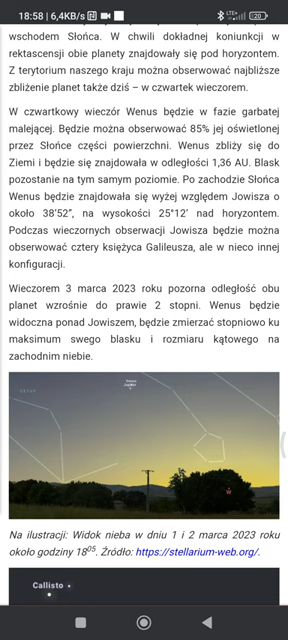 18:58 | 6,4KB/s
LTE+
20
wschodem Słońca. W chwili dokładnej koniunkcji w
rektascensji obie planety znajdowały się pod horyzontem.
Z terytorium naszego kraju można obserwować najbliższe
zbliżenie planet także dziś – w czwartek wieczorem.
W czwartkowy wieczór Wenus będzie w fazie garbatej
malejącej. Będzie można obserwować 85% jej oświetlonej
przez Słońce części powierzchni. Wenus zbliży się do
Ziemi i będzie się znajdowała w odległości 1,36 AU. Blask
pozostanie na tym samym poziomie. Po zachodzie Słońca
Wenus będzie znajdowała się wyżej względem Jowisza o
około 38'52”, na wysokości 25°12’ nad horyzontem.
Podczas wieczornych obserwacji Jowisza będzie można
obserwować cztery księżyca Galileusza, ale w nieco innej
konfiguracji.
Wieczorem 3 marca 2023 roku pozorna odległość obu
planet wzrośnie do prawie 2 stopni. Wenus będzie
widoczna ponad Jowiszem, będzie zmierzać stopniowo ku
maksimum swego blasku i rozmiaru kątowego na
zachodnim niebie.
W
Na ilustracji: Widok nieba w dniu 1 i 2 marca 2023 roku
około godziny 18⁰⁵. Źródło: https://stellarium-web.org/.
Callisto